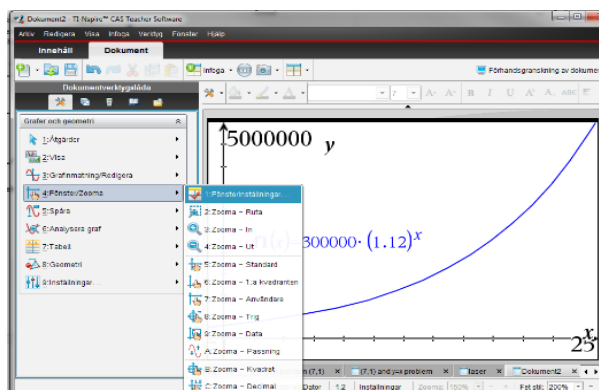 Dokument2 - TI-Nspire™ CAS Teacher Software
Arkiv Redigera Visa Infoga Verktyg Fönster Hjälp
Innehåll Dokument
Infoga Förhandsgranskning av dokumen
Dokumentverktygslåda
7 A- A- B I U A A. ABC
Grafer och geometri
1:Åtgärder
2:Visa
3:Grafinmatning/Redigera
4:Fönster/Zooma
5:Spåra
6:Analysera graf
7:Tabell
8:Geometri
9:Inställningar...
1:Fönsterinställningar...
2:Zooma - Ruta
3:Zooma - In
4:Zooma - Ut
5:Zooma - Standard
6:Zooma - 1:a kvadranten
7:Zooma - Användare
8:Zooma - Trig
9:Zooma - Data
A:Zooma - Passning
B:Zooma - Kvadrat
C:Zooma - Decimal
5000000 y
300000· (1.12)^x
x
25
(7,1) × (7,1) and y=x problem × laser × Dokument2 ×
Dator 1.2 Inställningar Zooma: 150% Fet stil: 200%